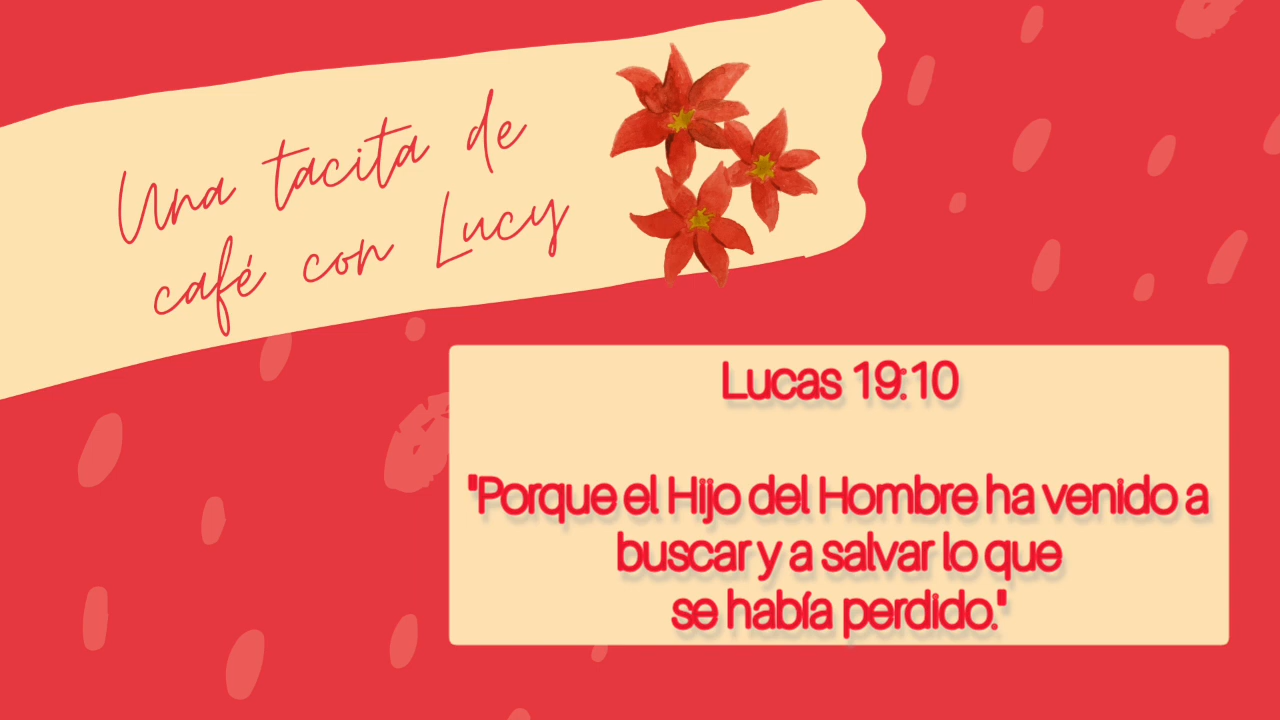 Una tacita de
café con Lucy
Lucas 19:10
"Porque el Hijo del Hombre ha venido a
buscar y a salvar lo que
se había perdido."